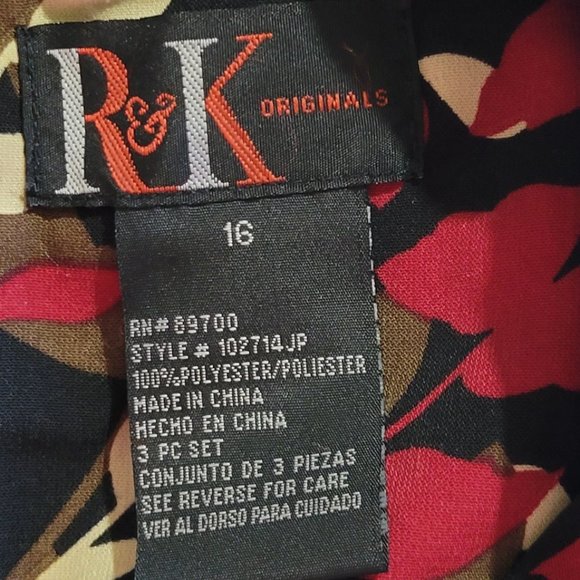 R&K ORIGINALS
16
RN# 89700
STYLE # 102714JP
100%POLYESTER/POLIESTER
MADE IN CHINA
HECHO EN CHINA
3 PC SET
CONJUNTO DE 3 PIEZAS
SEE REVERSE FOR CARE
VER AL DORSO PARA CUIDADO